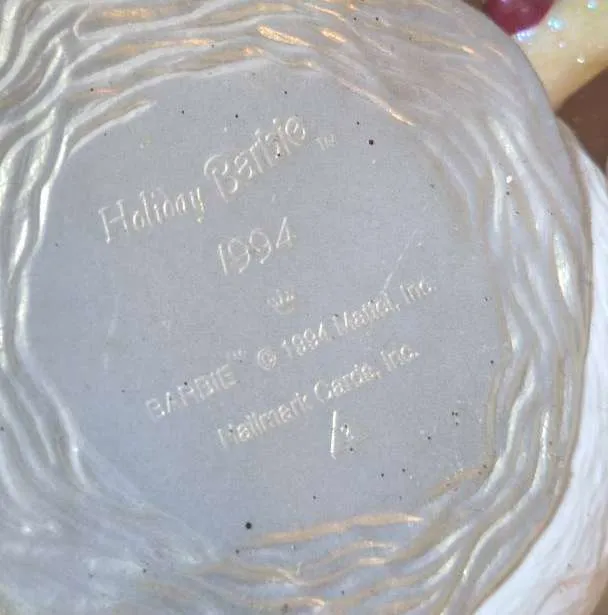 Holiday Barbie™
1994
BARBIE™ © 1994 Mattel, Inc.
Hallmark Cards, Inc.